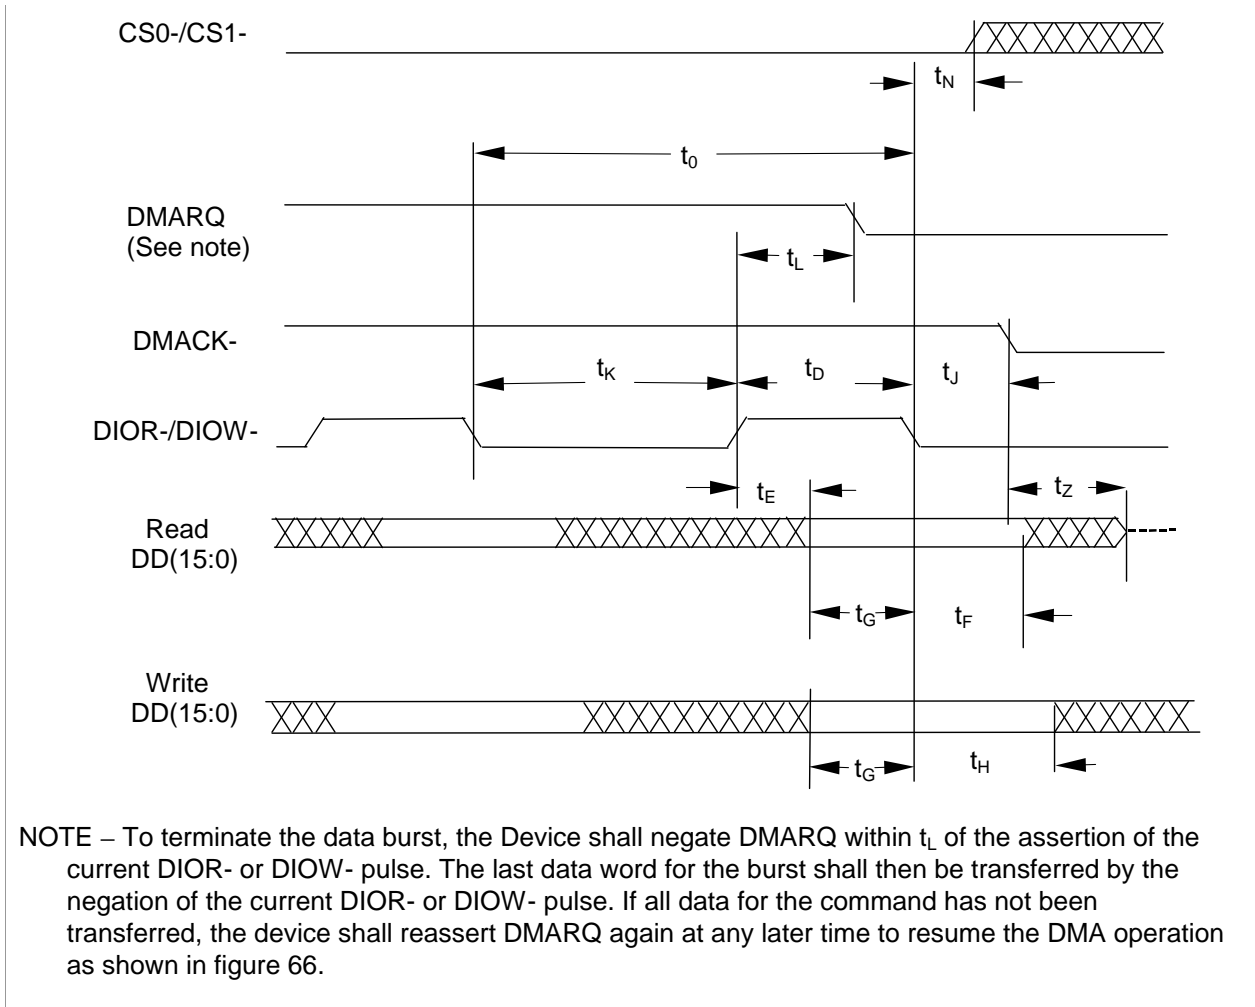 CS0-/CS1-
tN
t0
DMARQ
(See note)
tL
DMACK-
tK
tD
tJ
DIOR-/DIOW-
tE
tZ
Read
DD(15:0)
tG
tF
Write
DD(15:0)
tG
tH
NOTE – To terminate the data burst, the Device shall negate DMARQ within tL of the assertion of the
current DIOR- or DIOW- pulse. The last data word for the burst shall then be transferred by the
negation of the current DIOR- or DIOW- pulse. If all data for the command has not been
transferred, the device shall reassert DMARQ again at any later time to resume the DMA operation
as shown in figure 66.